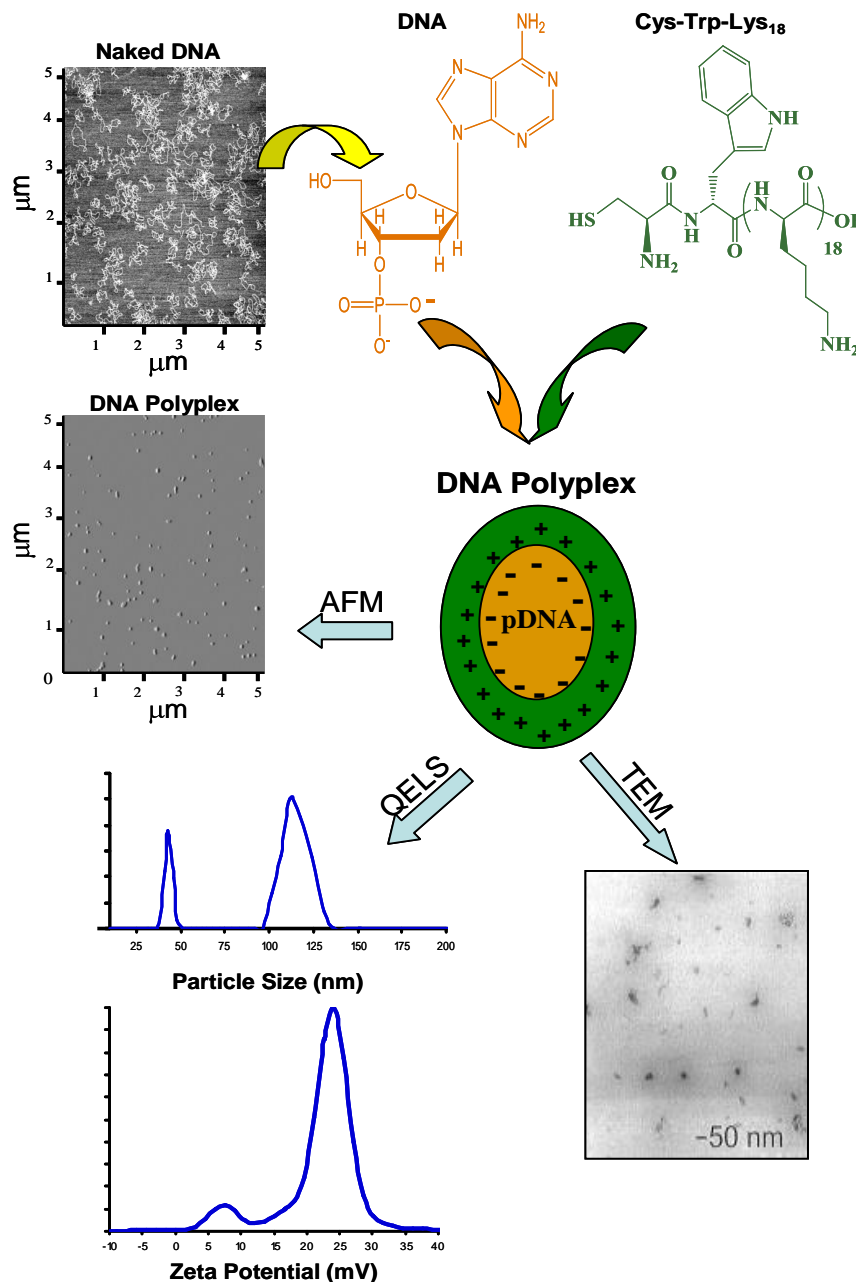 DNA
Cys-Trp-Lys18
Naked DNA
5
4
3
2
1
μm
1 2 3 4 5
μm
NH2
N
N
N
N
HO
O
H H
H H
O
O=P-O-
O-
NH
O
H
N
O
HS
N
H
O
NH2
18
NH2
DNA Polyplex
5
4
3
2
1
0
μm
1 2 3 4 5
μm
DNA Polyplex
pDNA
AFM
QELS
TEM
25 50 75 100 125 150 175 200
Particle Size (nm)
-50 nm
-10 -5 0 5 10 15 20 25 30 35 40
Zeta Potential (mV)